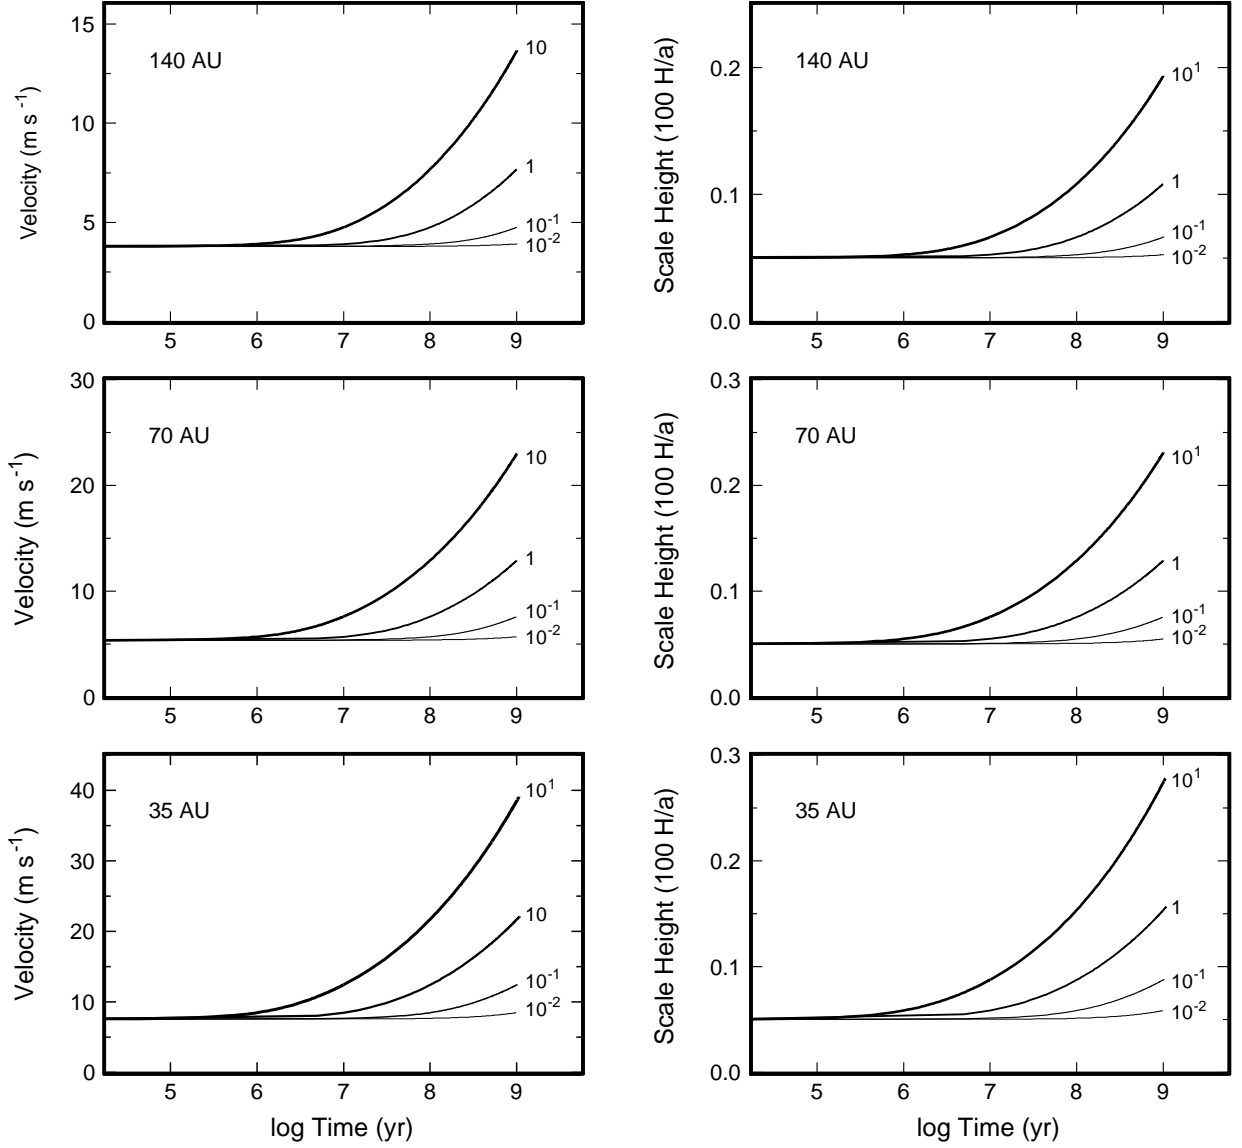 Velocity (m s⁻¹)
15
10
5
0
140 AU
10
1
10⁻¹
10⁻²
5 6 7 8 9
Scale Height (100 H/a)
0.2
0.1
0.0
140 AU
10¹
1
10⁻¹
10⁻²
5 6 7 8 9
Velocity (m s⁻¹)
30
20
10
0
70 AU
10
1
10⁻¹
10⁻²
5 6 7 8 9
Scale Height (100 H/a)
0.3
0.2
0.1
0.0
70 AU
10¹
1
10⁻¹
10⁻²
5 6 7 8 9
Velocity (m s⁻¹)
40
30
20
10
0
35 AU
10¹
10
10⁻¹
10⁻²
5 6 7 8 9
log Time (yr)
Scale Height (100 H/a)
0.3
0.2
0.1
0.0
35 AU
10¹
1
10⁻¹
10⁻²
5 6 7 8 9
log Time (yr)